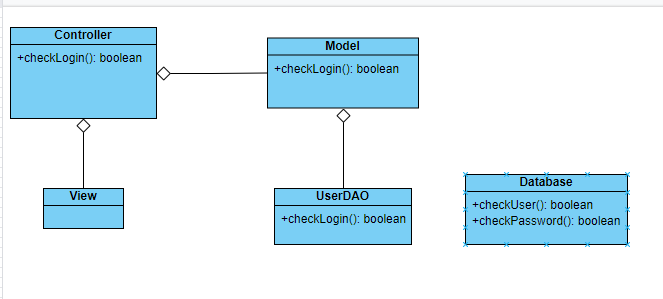 Controller
+checkLogin(): boolean
Model
+checkLogin(): boolean
View
UserDAO
+checkLogin(): boolean
Database
+checkUser(): boolean
+checkPassword(): boolean